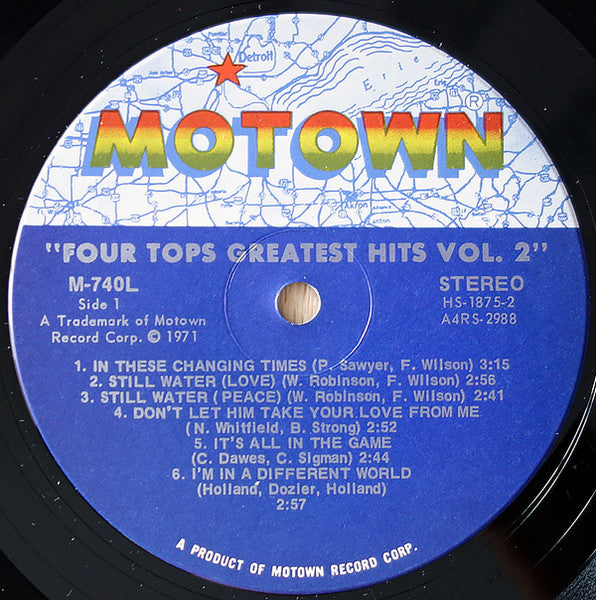 Detroit
Erie
MOTOWN®
Akron
"FOUR TOPS GREATEST HITS VOL. 2"
M-740L
STEREO
Side 1
HS-1875-2
A Trademark of Motown
A4RS-2988
Record Corp. © 1971
1. IN THESE CHANGING TIMES (P. Sawyer, F. Wilson) 3:15
2. STILL WATER (LOVE) (W. Robinson, F. Wilson) 2:56
3. STILL WATER (PEACE) (W. Robinson, F. Wilson) 2:41
4. DON'T LET HIM TAKE YOUR LOVE FROM ME
(N. Whitfield, B. Strong) 2:52
5. IT'S ALL IN THE GAME
(C. Dawes, C. Sigman) 2:44
6. I'M IN A DIFFERENT WORLD
(Holland, Dozier, Holland)
2:57
A PRODUCT OF MOTOWN RECORD CORP.